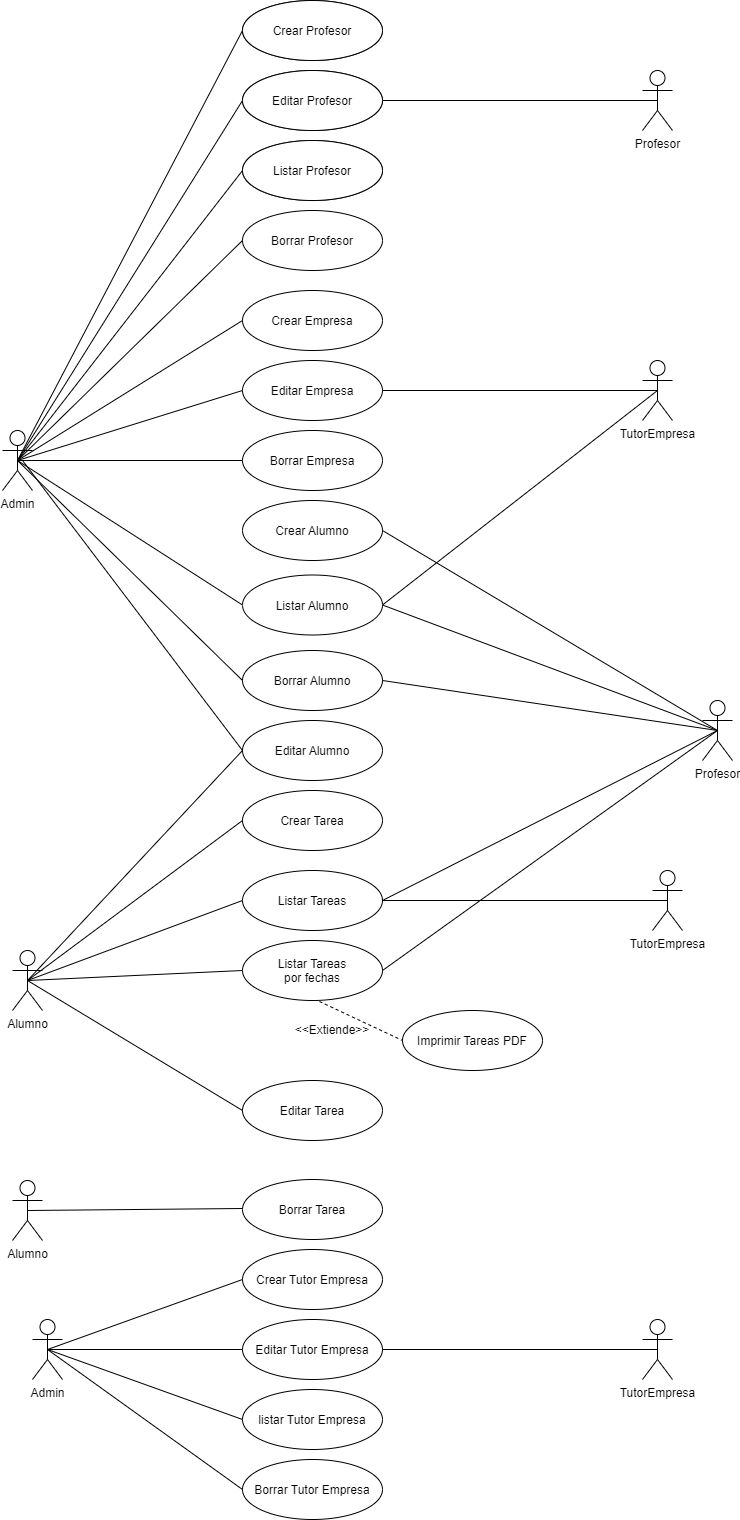 Crear Profesor
Editar Profesor
Profesor
Listar Profesor
Borrar Profesor
Crear Empresa
Editar Empresa
TutorEmpresa
Borrar Empresa
Admin
Crear Alumno
Listar Alumno
Borrar Alumno
Editar Alumno
Profesor
Crear Tarea
Listar Tareas
TutorEmpresa
Listar Tareas
por fechas
Alumno
<<Extiende>>
Imprimir Tareas PDF
Editar Tarea
Borrar Tarea
Alumno
Crear Tutor Empresa
Editar Tutor Empresa
Admin
TutorEmpresa
listar Tutor Empresa
Borrar Tutor Empresa